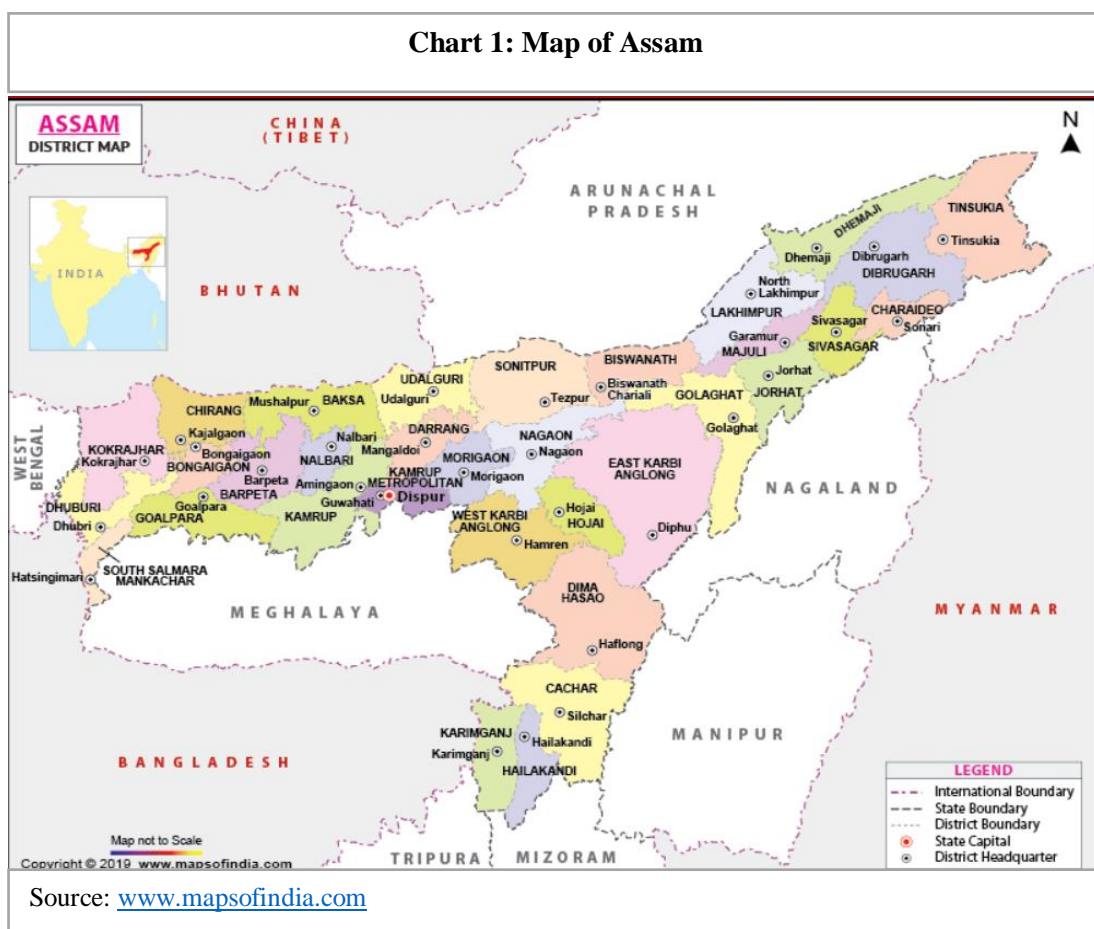 Chart 1: Map of Assam
ASSAM
DISTRICT MAP
CHINA
(TIBET)
N
ARUNACHAL
PRADESH
INDIA
BHUTAN
DHEMAJI
Dhemaji
TINSUKIA
Tinsukia
Dibrugarh
DIBRUGARH
North
Lakhimpur
LAKHIMPUR
CHARAIDEO
Sonari
Sivasagar
SIVASAGAR
Garamur
MAJULI
Jorhat
JORHAT
BISWANATH
Biswanath
Chariali
SONITPUR
Tezpur
GOLAGHAT
Golaghat
UDALGURI
Udalguri
CHIRANG
Kajalgaon
Mushalpur
BAKSA
DARRANG
Mangaldoi
NAGAON
Nagaon
WEST
BENGAL
KOKRAJHAR
Kokrajhar
Bongaigaon
BONGAIGAON
Nalbari
NALBARI
Barpeta
BARPETA
KAMRUP
METROPOLITAN
MORIGAON
Morigaon
EAST KARBI
ANGLONG
Diphu
NAGALAND
Amingaon
Guwahati
Dispur
DHUBURI
Dhubri
Goalpara
GOALPARA
KAMRUP
WEST KARBI
ANGLONG
Hamren
Hojai
HOJAI
Hatsingimari
SOUTH SALMARA
MANKACHAR
MEGHALAYA
DIMA
HASAO
Haflong
MYANMAR
CACHAR
Silchar
MANIPUR
KARIMGANJ
Karimganj
Hailakandi
HAILAKANDI
BANGLADESH
TRIPURA
MIZORAM
LEGEND
International Boundary
State Boundary
District Boundary
State Capital
District Headquarter
Map not to Scale
Copyright © 2019 www.mapsofindia.com
Source: www.mapsofindia.com